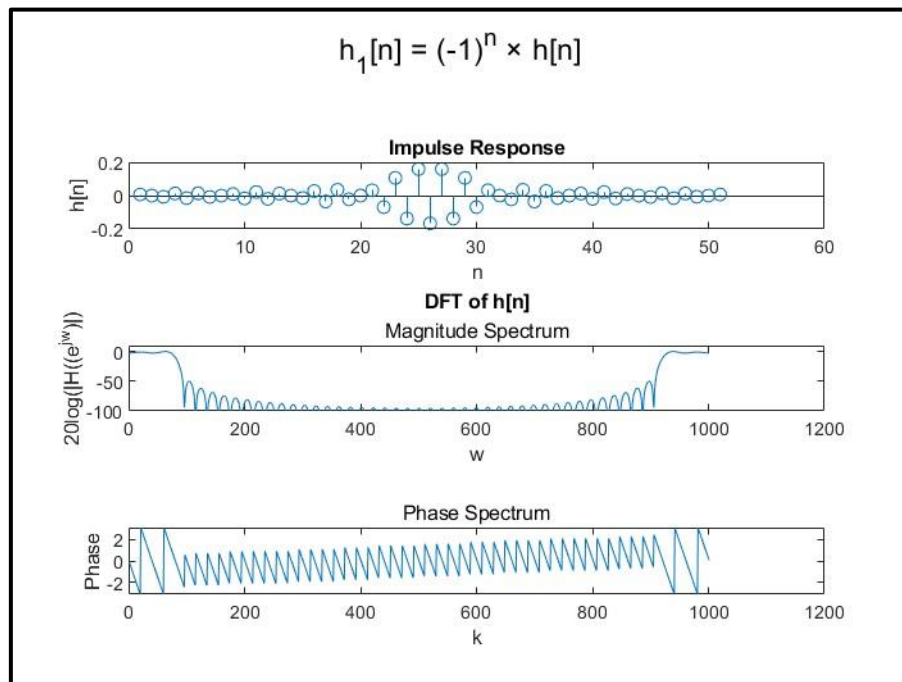 h₁[n] = (-1)ⁿ × h[n]
Impulse Response
h[n]
0.2
0
-0.2
0 10 20 30 40 50 60
n
DFT of h[n]
Magnitude Spectrum
20log(|H((e^jw)|)
0
-50
-100
0 200 400 600 800 1000 1200
w
Phase Spectrum
Phase
2
0
-2
0 200 400 600 800 1000 1200
k